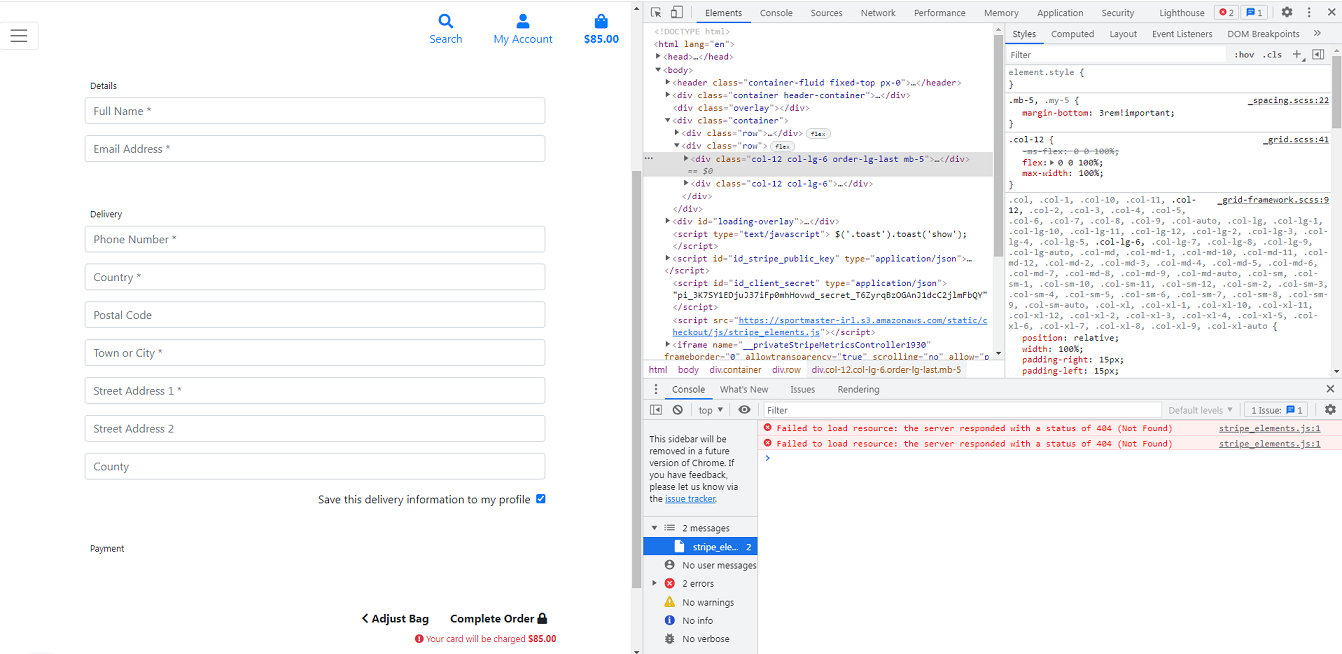 Search
My Account
$85.00
Details
Full Name *
Email Address *
Delivery
Phone Number *
Country *
Postal Code
Town or City *
Street Address 1 *
Street Address 2
County
Save this delivery information to my profile
Payment
Adjust Bag
Complete Order
Your card will be charged $85.00
Elements Console Sources Network Performance Memory Application Security Lighthouse 2 1
<!DOCTYPE html>
<html lang="en">
<head>…</head>
<body>
<header class="container-fluid fixed-top px-0">…</header>
<div class="container header-container">…</div>
<div class="overlay"></div>
<div class="container">
<div class="row">…</div> flex
<div class="row"> flex
<div class="col-12 col-lg-6 order-lg-last mb-5">…</div>
== $0
<div class="col-12 col-lg-6">…</div>
</div>
</div>
<div id="loading-overlay">…</div>
<script type="text/javascript"> $('.toast').toast('show');
</script>
<script id="id_stripe_public_key" type="application/json">…
</script>
<script id="id_client_secret" type="application/json">
"pi_3K7SY1EDjuJ37iFp0mhHovwd_secret_T6ZyrqBzOGAnJ1dcC2jlmFbQY"
</script>
<script src="https://sportmaster-irl.s3.amazonaws.com/static/c
heckout/js/stripe_elements.js"></script>
<iframe name="__privateStripeMetricsController1930"
frameborder="0" allowtransparency="true" scrolling="no" allow="p
html body div.container div.row div.col-12.col-lg-6.order-lg-last.mb-5
Styles Computed Layout Event Listeners DOM Breakpoints
Filter :hov .cls
element.style {
}
.mb-5, .my-5 { _spacing.scss:22
margin-bottom: 3rem!important;
}
.col-12 { _grid.scss:41
-ms-flex: 0 0 100%;
flex: 0 0 100%;
max-width: 100%;
}
.col, .col-1, .col-10, .col-11, .col- _grid-framework.scss:9
12, .col-2, .col-3, .col-4, .col-5,
.col-6, .col-7, .col-8, .col-9, .col-auto, .col-lg, .col-lg-1,
.col-lg-10, .col-lg-11, .col-lg-12, .col-lg-2, .col-lg-3, .col-
lg-4, .col-lg-5, .col-lg-6, .col-lg-7, .col-lg-8, .col-lg-9,
.col-lg-auto, .col-md, .col-md-1, .col-md-10, .col-md-11, .col-
md-12, .col-md-2, .col-md-3, .col-md-4, .col-md-5, .col-md-6,
.col-md-7, .col-md-8, .col-md-9, .col-md-auto, .col-sm, .col-
sm-1, .col-sm-10, .col-sm-11, .col-sm-12, .col-sm-2, .col-sm-3,
.col-sm-4, .col-sm-5, .col-sm-6, .col-sm-7, .col-sm-8, .col-sm-9,
.col-sm-auto, .col-xl, .col-xl-1, .col-xl-10, .col-xl-11,
.col-xl-12, .col-xl-2, .col-xl-3, .col-xl-4, .col-xl-5, .col-
xl-6, .col-xl-7, .col-xl-8, .col-xl-9, .col-xl-auto {
position: relative;
width: 100%;
padding-right: 15px;
padding-left: 15px;
Console What's New Issues Rendering
top Filter Default levels 1 Issue: 1
This sidebar will be
removed in a future
version of Chrome. If
you have feedback,
please let us know via
the issue tracker.
2 messages
stripe_ele… 2
No user messages
2 errors
No warnings
No info
No verbose
Failed to load resource: the server responded with a status of 404 (Not Found) stripe_elements.js:1
Failed to load resource: the server responded with a status of 404 (Not Found) stripe_elements.js:1